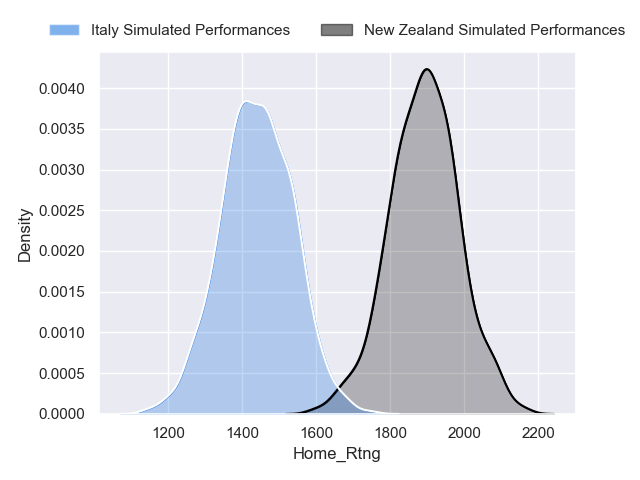 Italy Simulated Performances New Zealand Simulated Performances
0.0040
0.0035
0.0030
0.0025
0.0020
0.0015
0.0010
0.0005
0.0000
Density
1200 1400 1600 1800 2000 2200
Home_Rtng